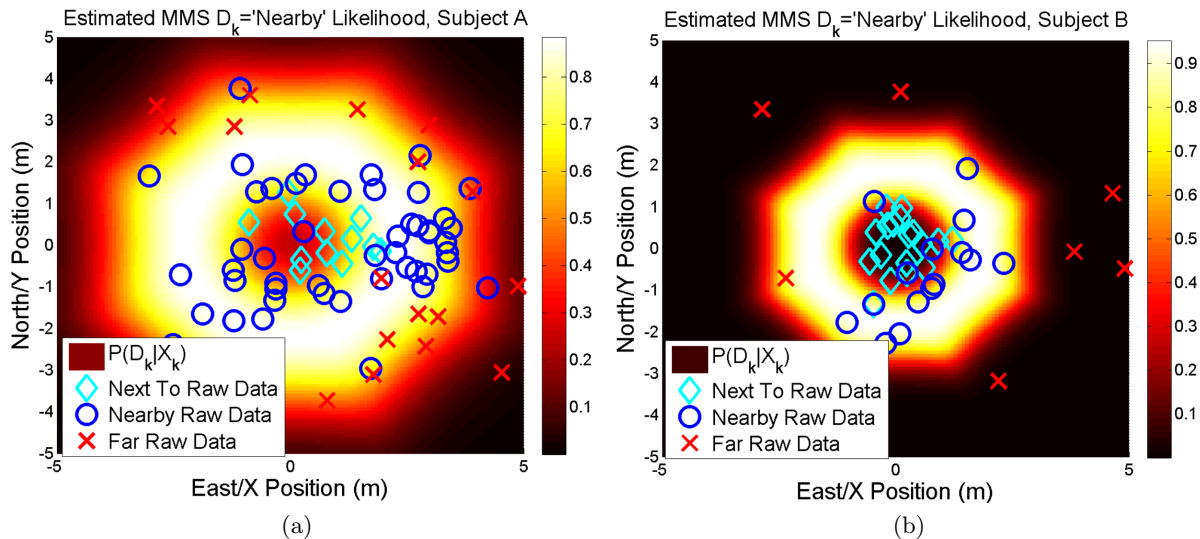 Estimated MMS D_k='Nearby' Likelihood, Subject A
5
4
3
2
1
0
-1
-2
-3
-4
-5
North/Y Position (m)
P(D_k|X_k)
Next To Raw Data
Nearby Raw Data
Far Raw Data
-5
0
5
East/X Position (m)
0.8
0.7
0.6
0.5
0.4
0.3
0.2
0.1
(a)
Estimated MMS D_k='Nearby' Likelihood, Subject B
5
4
3
2
1
0
-1
-2
-3
-4
-5
North/Y Position (m)
P(D_k|X_k)
Next To Raw Data
Nearby Raw Data
Far Raw Data
-5
0
5
East/X Position (m)
0.9
0.8
0.7
0.6
0.5
0.4
0.3
0.2
0.1
(b)